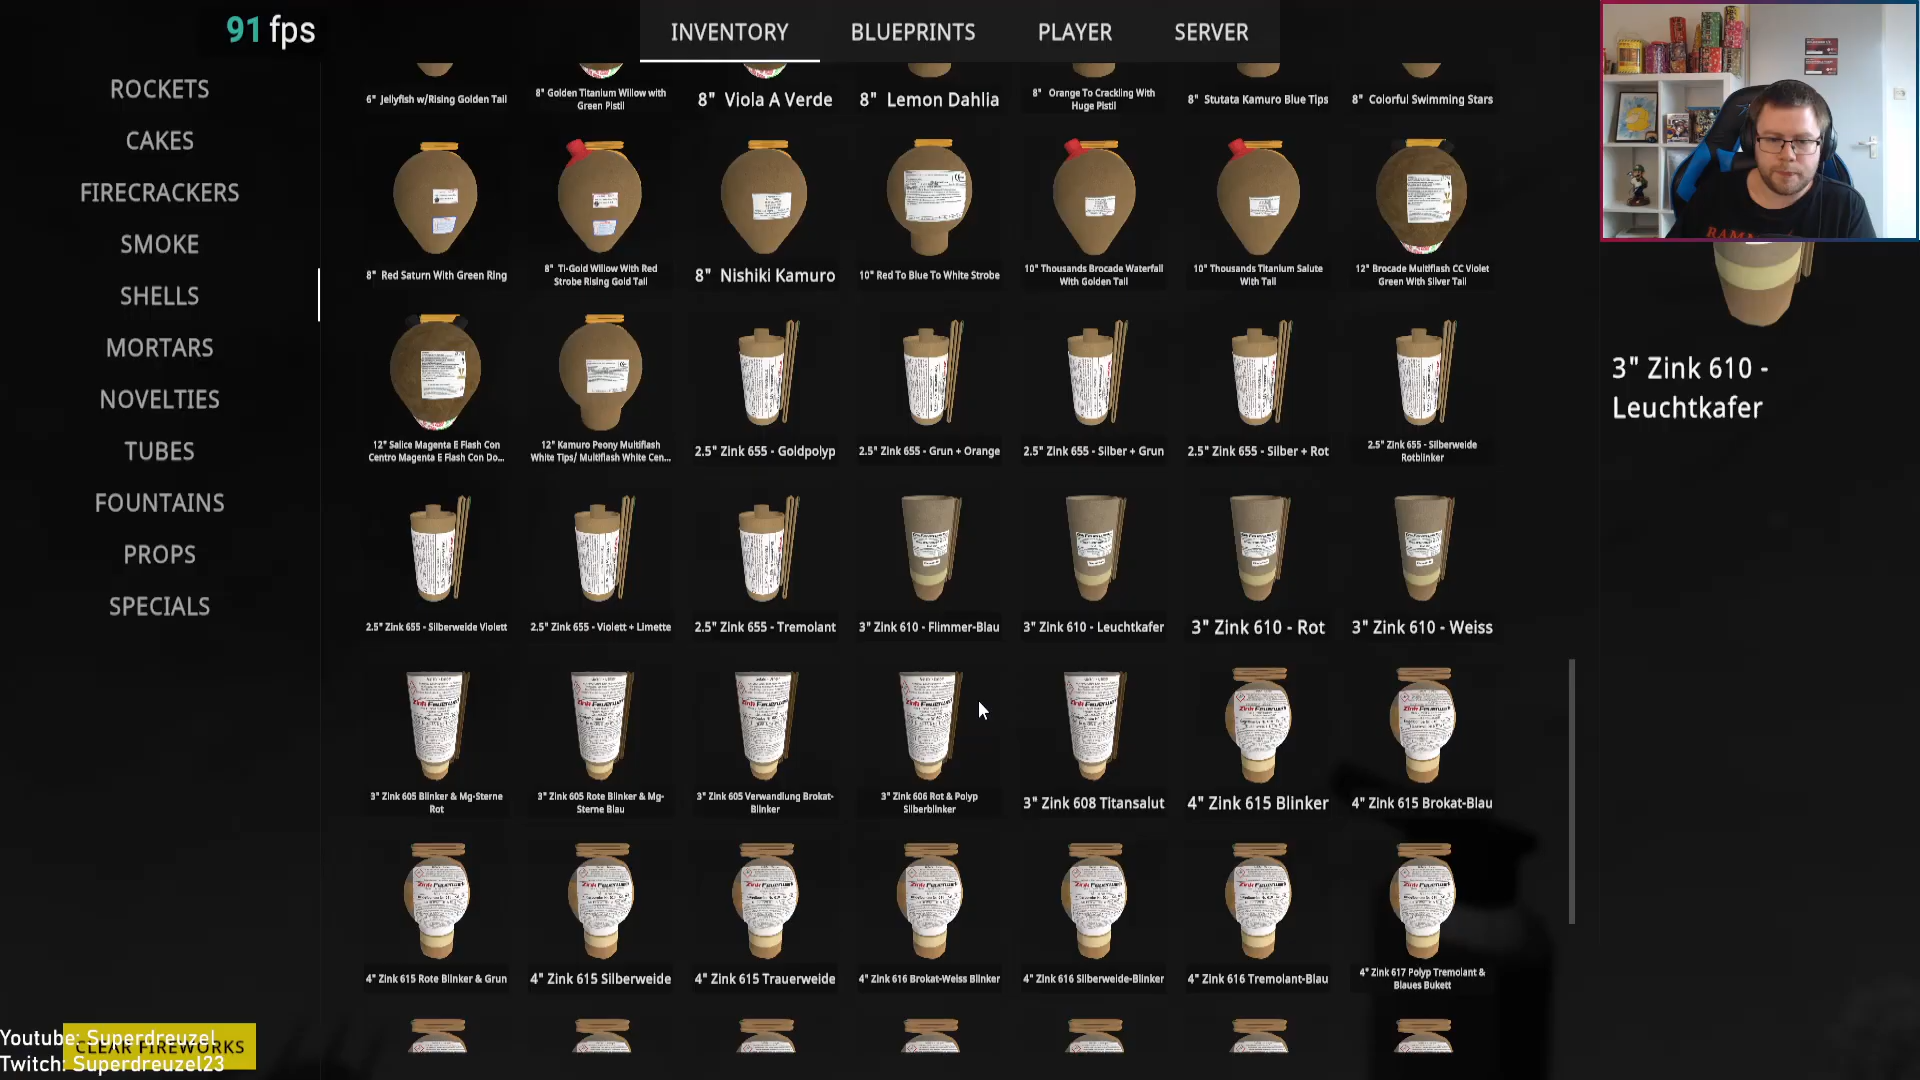 91 fps
INVENTORY BLUEPRINTS PLAYER SERVER
ROCKETS
CAKES
FIRECRACKERS
SMOKE
SHELLS
MORTARS
NOVELTIES
TUBES
FOUNTAINS
PROPS
SPECIALS
6" Jellyfish w/Rising Golden Tail
8" Golden Titanium Willow with
Green Pistil
8" Viola A Verde
8" Lemon Dahlia
8" Orange To Crackling With
Huge Pistil
8" Stutata Kamuro Blue Tips
8" Colorful Swimming Stars
8" Red Saturn With Green Ring
8" Ti-Gold Willow With Red
Strobe Rising Gold Tail
8" Nishiki Kamuro
10" Red To Blue To White Strobe
10" Thousands Brocade Waterfall
With Golden Tail
10" Thousands Titanium Salute
With Tail
12" Brocade Multiflash CC Violet
Green With Silver Tail
12" Salice Magenta E Flash Con
Centro Magenta E Flash Con Do...
12" Kamuro Peony Multiflash
White Tips/ Multiflash White Cen...
2.5" Zink 655 - Goldpolyp
2.5" Zink 655 - Grun + Orange
2.5" Zink 655 - Silber + Grun
2.5" Zink 655 - Silber + Rot
2.5" Zink 655 - Silberweide
Rotblinker
2.5" Zink 655 - Silberweide Violett
2.5" Zink 655 - Violett + Limette
2.5" Zink 655 - Tremolant
3" Zink 610 - Flimmer-Blau
3" Zink 610 - Leuchtkafer
3" Zink 610 - Rot
3" Zink 610 - Weiss
3" Zink 605 Blinker & Mg-Sterne
Rot
3" Zink 605 Rote Blinker & Mg-
Sterne Blau
3" Zink 605 Verwandlung Brokat-
Blinker
3" Zink 606 Rot & Polyp
Silberblinker
3" Zink 608 Titansalut
4" Zink 615 Blinker
4" Zink 615 Brokat-Blau
4" Zink 615 Rote Blinker & Grun
4" Zink 615 Silberweide
4" Zink 615 Trauerweide
4" Zink 616 Brokat-Weiss Blinker
4" Zink 616 Silberweide-Blinker
4" Zink 616 Tremolant-Blau
4" Zink 617 Polyp Tremolant &
Blaues Bukett
3" Zink 610 -
Leuchtkafer
Youtube: Superdreuzel
CLEAR FIREWORKS
Twitch: Superdreuzel23